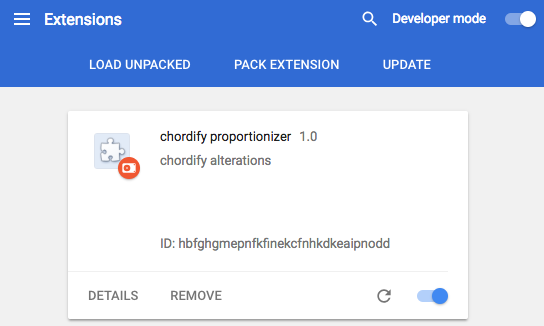 Extensions
Developer mode
LOAD UNPACKED PACK EXTENSION UPDATE
chordify proportionizer 1.0
chordify alterations
ID: hbfghgmepnfkfinekcfnhkdkeaipnodd
DETAILS REMOVE